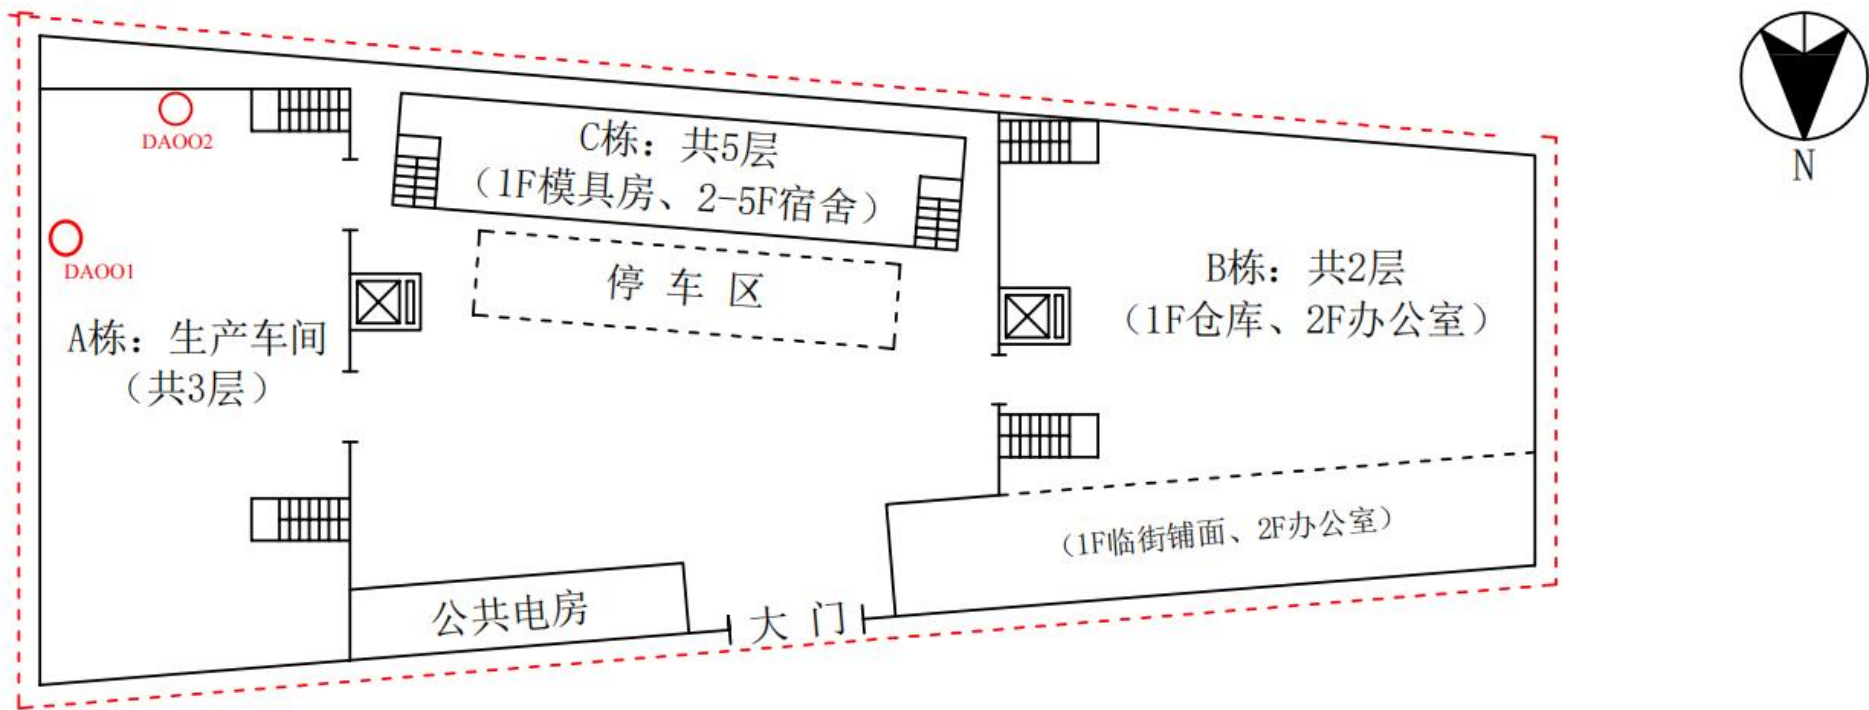 DAOO2
DAOO1
A栋：生产车间
（共3层）
C栋：共5层
（1F模具房、2-5F宿舍）
停车区
B栋：共2层
（1F仓库、2F办公室）
（1F临街铺面、2F办公室）
公共电房
大门
N